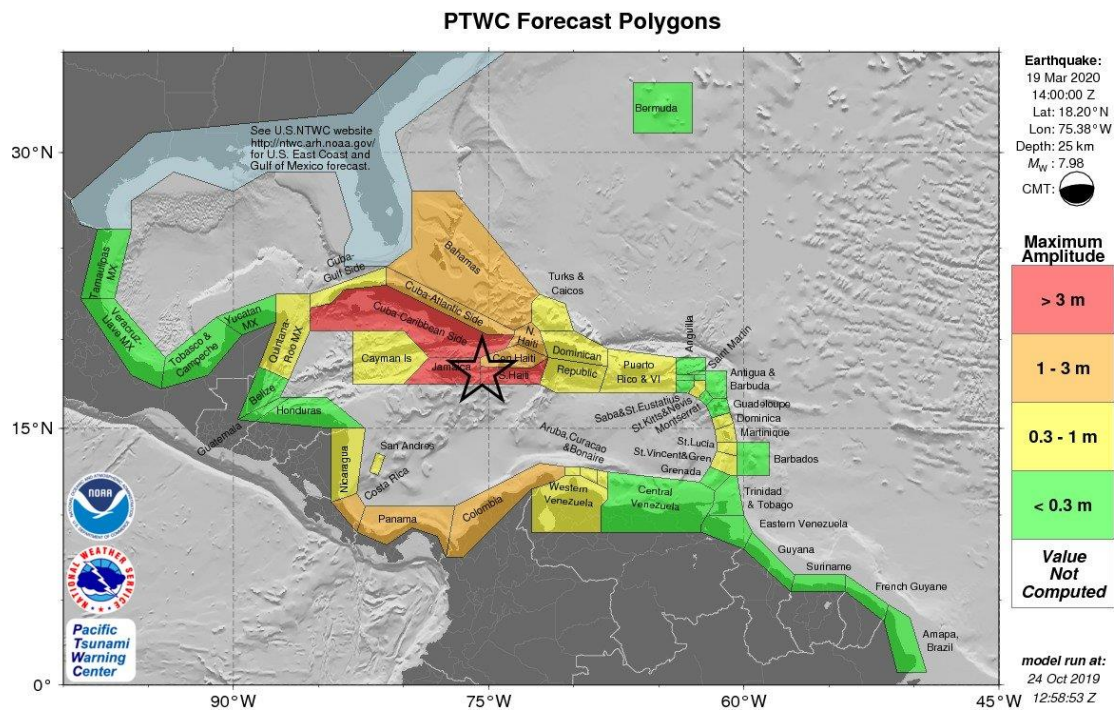 PTWC Forecast Polygons
Earthquake:
19 Mar 2020
14:00:00 Z
Lat: 18.20°N
Lon: 75.38°W
Depth: 25 km
Mw : 7.98
CMT:
Maximum
Amplitude
> 3 m
1 - 3 m
0.3 - 1 m
< 0.3 m
Value
Not
Computed
model run at:
24 Oct 2019
12:58:53 Z
30°N
15°N
0°
90°W
75°W
60°W
45°W
See U.S.NTWC website
http://ntwc.arh.noaa.gov/
for U.S. East Coast and
Gulf of Mexico forecast.
Bermuda
Tamaulipas
MX
Veracruz-
Llave MX
Tobasco &
Campeche
Yucatan
MX
Quintana-
Roo MX
Cuba-
Gulf Side
Bahamas
Cuba-Atlantic Side
Cuba-Caribbean Side
Turks &
Caicos
N.
Haiti
Cen.Haiti
S.Haiti
Cayman Is
Jamaica
Dominican
Republic
Puerto
Rico & VI
Anguilla
Saint Martin
Antigua &
Barbuda
Saba&St.Eustatius
St.Kitts&Nevis
Montserrat
Guadeloupe
Dominica
Martinique
St.Lucia
St.Vincent&Gren
Barbados
Grenada
Aruba,Curacao
&Bonaire
Belize
Honduras
Guatemala
Nicaragua
San Andres
Costa Rica
Panama
Colombia
Western
Venezuela
Central
Venezuela
Trinidad
& Tobago
Eastern Venezuela
Guyana
Suriname
French Guyane
Amapa,
Brazil
NOAA
NATIONAL WEATHER SERVICE
Pacific
Tsunami
Warning
Center